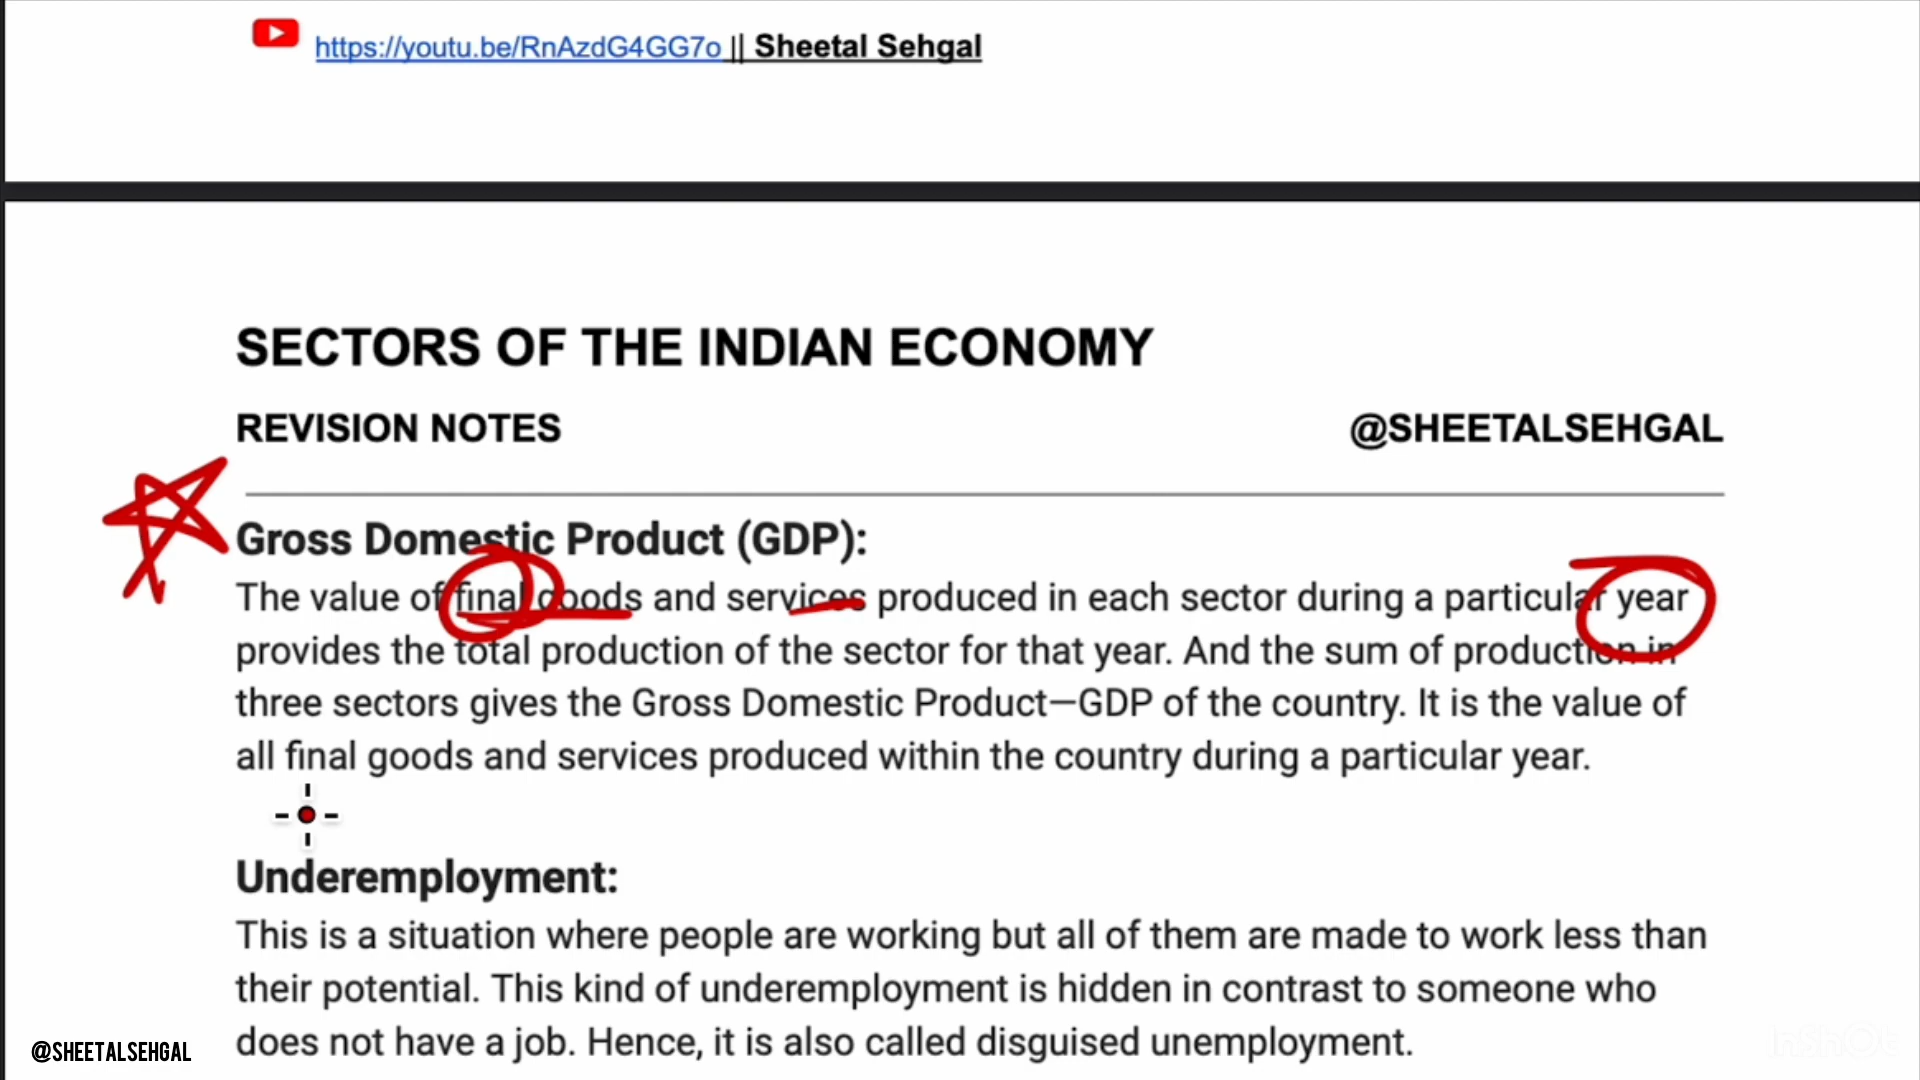 https://youtu.be/RnAzdG4GG7o || Sheetal Sehgal
SECTORS OF THE INDIAN ECONOMY
REVISION NOTES
@SHEETALSEHGAL
Gross Domestic Product (GDP):
The value of final goods and services produced in each sector during a particular year
provides the total production of the sector for that year. And the sum of production in
three sectors gives the Gross Domestic Product—GDP of the country. It is the value of
all final goods and services produced within the country during a particular year.
Underemployment:
This is a situation where people are working but all of them are made to work less than
their potential. This kind of underemployment is hidden in contrast to someone who
does not have a job. Hence, it is also called disguised unemployment.
@SHEETALSEHGAL
InShOt